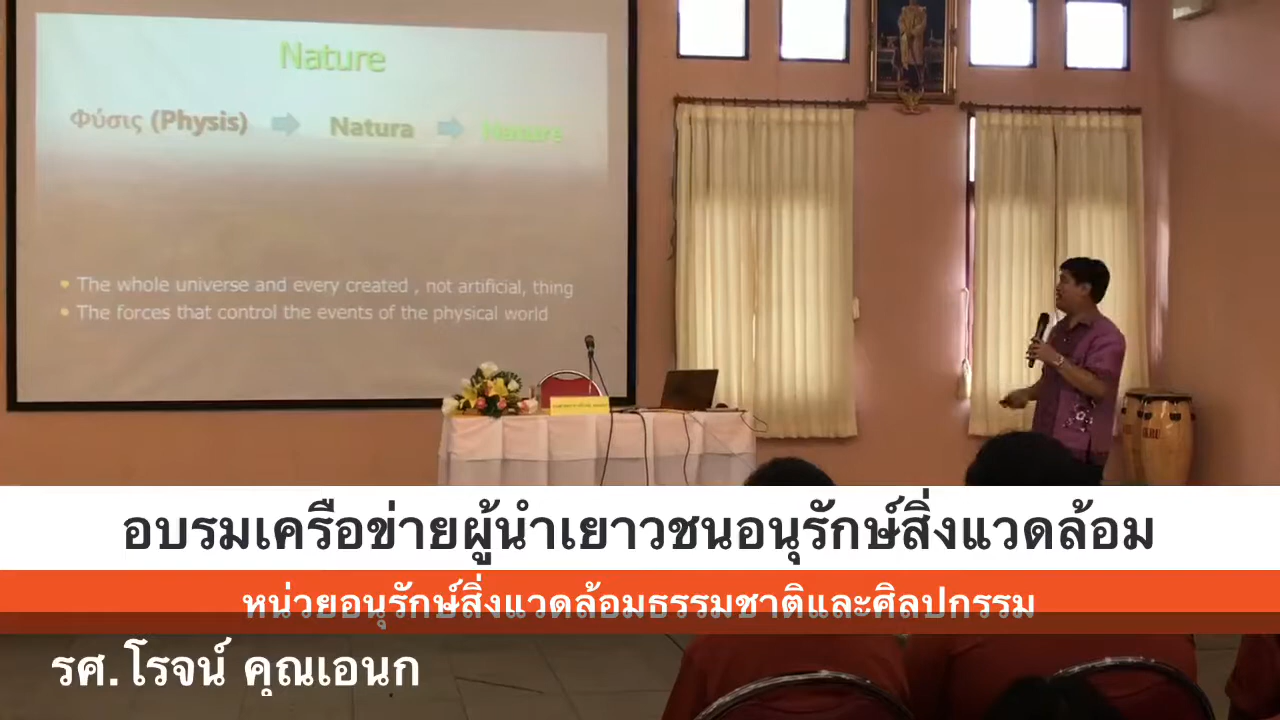 Nature
Φύσις (Physis) Natura Nature
The whole universe and every created , not artificial, thing
The forces that control the events of the physical world
อบรมเครือข่ายผู้นำเยาวชนอนุรักษ์สิ่งแวดล้อม
หน่วยอนุรักษ์สิ่งแวดล้อมธรรมชาติและศิลปกรรม
รศ.โรจน์ คุณเอนก